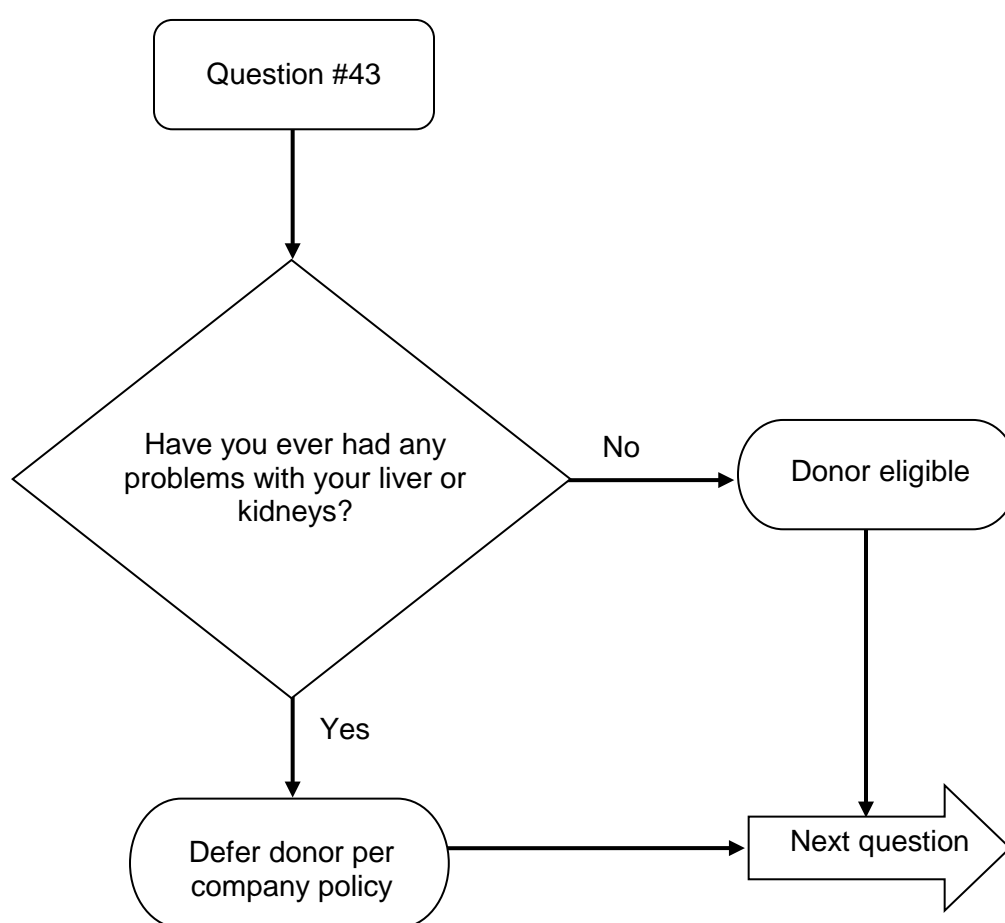 Question #43
Have you ever had any
problems with your liver or
kidneys?
No
Donor eligible
Yes
Defer donor per
company policy
Next question